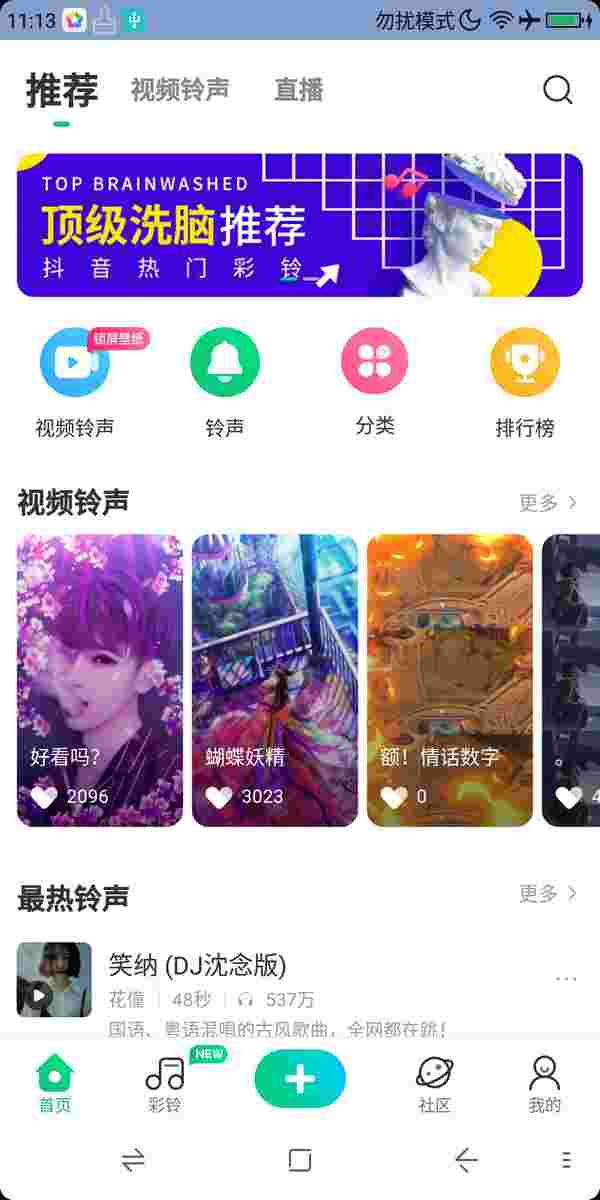 11:13 勿扰模式
推荐 视频铃声 直播
TOP BRAINWASHED
顶级洗脑推荐
抖音热门彩铃
锁屏壁纸
视频铃声 铃声 分类 排行榜
视频铃声 更多
好看吗? 蝴蝶妖精 额！情话数字 。
2096 3023 0 4
最热铃声 更多
笑纳 (DJ沈念版)
花僮 48秒 537万
国语、粤语混唱的古风歌曲，全网都在跳！
NEW
首页 彩铃 社区 我的